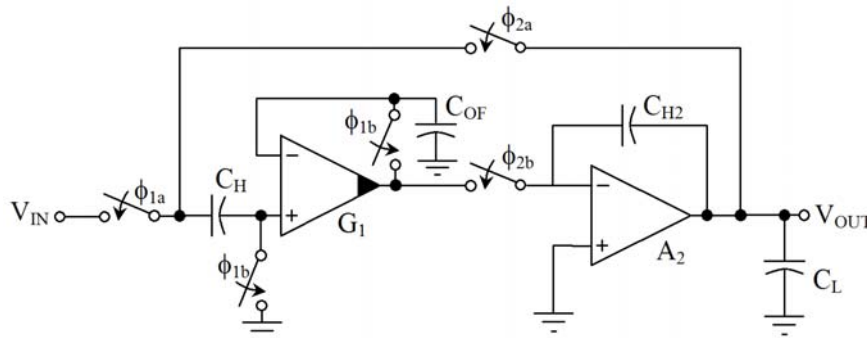 ϕ2a
COF
CH2
ϕ1b
ϕ2b
−
CH
VIN
ϕ1a
+
G1
−
+
A2
VOUT
ϕ1b
CL